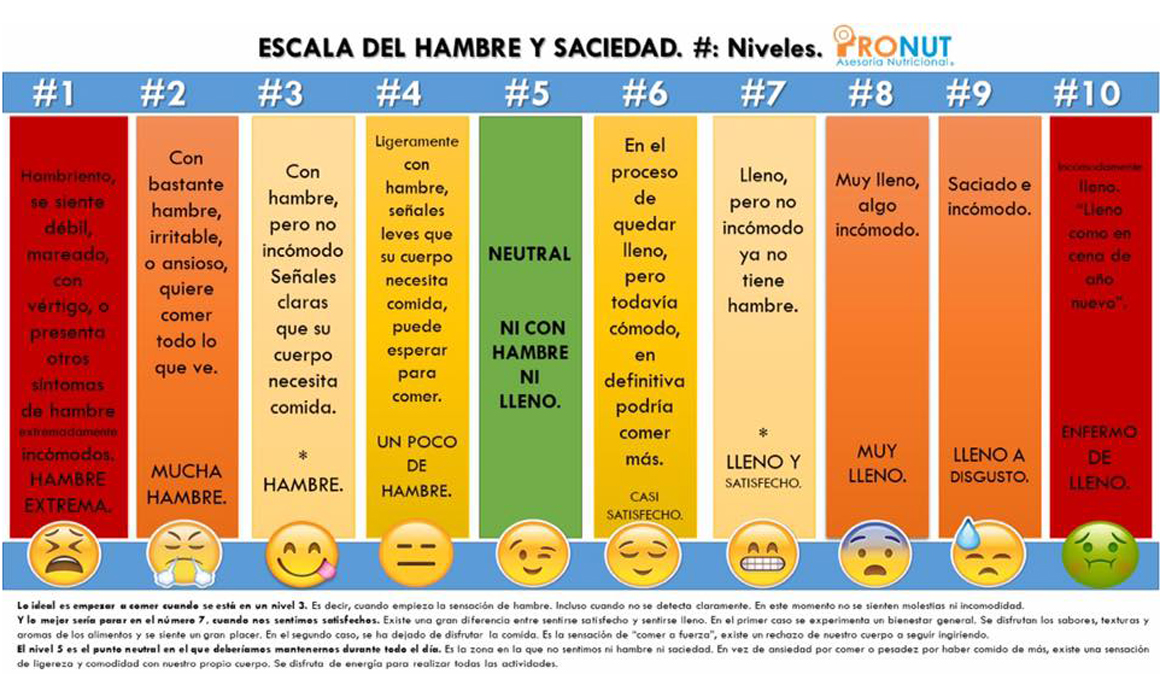 ESCALA DEL HAMBRE Y SACIEDAD. #: Niveles.
PRONUT
Asesoría Nutricional.
#1
#2
#3
#4
#5
#6
#7
#8
#9
#10
Hambriento,
se siente
débil,
mareado,
con
vértigo, o
presenta
otros
síntomas
de hambre
extremadamente
incómodos.
HAMBRE
EXTREMA.
Con
bastante
hambre,
irritable,
o ansioso,
quiere
comer
todo lo
que ve.
MUCHA
HAMBRE.
Con
hambre,
pero no
incómodo
Señales
claras
que su
cuerpo
necesita
comida.
*
HAMBRE.
Ligeramente
con
hambre,
señales
leves que
su cuerpo
necesita
comida,
puede
esperar
para
comer.
UN POCO
DE
HAMBRE.
NEUTRAL
NI CON
HAMBRE
NI
LLENO.
En el
proceso
de
quedar
lleno,
pero
todavía
cómodo,
en
definitiva
podría
comer
más.
CASI
SATISFECHO.
Lleno,
pero no
incómodo
ya no
tiene
hambre.
*
LLENO Y
SATISFECHO.
Muy lleno,
algo
incómodo.
MUY
LLENO.
Saciado e
incómodo.
LLENO A
DISGUSTO.
Incomodamente
lleno.
"Lleno
como en
cena de
año
nuevo".
ENFERMO
DE
LLENO.
Lo ideal es empezar a comer cuando se está en un nivel 3. Es decir, cuando empieza la sensación de hambre. Incluso cuando no se detecta claramente. En este momento no se sienten molestias ni incomodidad.
Y lo mejor sería parar en el número 7, cuando nos sentimos satisfechos. Existe una gran diferencia entre sentirse satisfecho y sentirse lleno. En el primer caso se experimenta un bienestar general. Se disfrutan los sabores, texturas y
aromas de los alimentos y se siente un gran placer. En el segundo caso, se ha dejado de disfrutar la comida. Es la sensación de "comer a fuerza", existe un rechazo de nuestro cuerpo a seguir ingiriendo.
El nivel 5 es el punto neutral en el que deberíamos mantenernos durante todo el día. Es la zona en la que no sentimos ni hambre ni saciedad. En vez de ansiedad por comer o pesadez por haber comido de más, existe una sensación
de ligereza y comodidad con nuestro propio cuerpo. Se disfruta de energía para realizar todas las actividades.